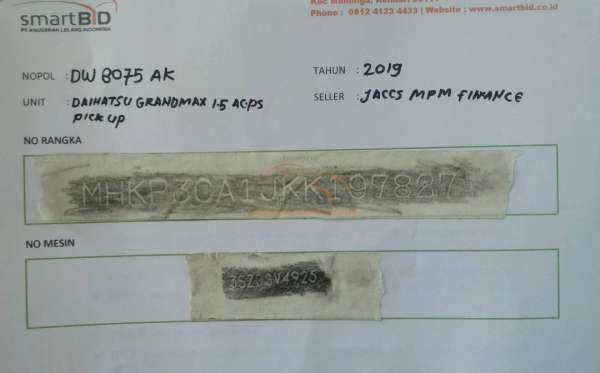 smartBID
PT ANUGERAH LELANG INDONESIA
Phone : 0812 4123 4433 | Website : www.smartbid.co.id
NOPOL : DW 8075 AK
TAHUN : 2019
UNIT : DAIHATSU GRANDMAX 1.5 AC-PS
PICK UP
SELLER : JACCS MPM FINANCE
NO RANGKA
MHKP3CA1JKK197827
NO MESIN